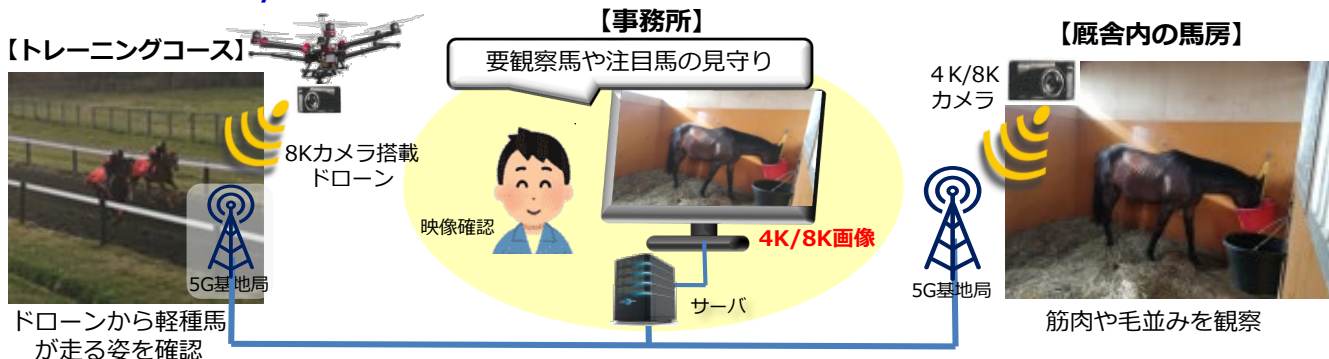 【トレーニングコース】
8Kカメラ搭載
ドローン
5G基地局
ドローンから軽種馬
が走る姿を確認
【事務所】
要観察馬や注目馬の見守り
映像確認
4K/8K画像
サーバ
【厩舎内の馬房】
４K/8K
カメラ
5G基地局
筋肉や毛並みを観察